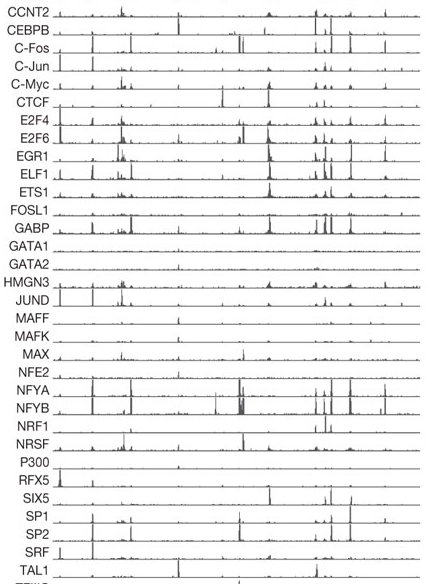 CCNT2
CEBPB
C-Fos
C-Jun
C-Myc
CTCF
E2F4
E2F6
EGR1
ELF1
ETS1
FOSL1
GABP
GATA1
GATA2
HMGN3
JUND
MAFF
MAFK
MAX
NFE2
NFYA
NFYB
NRF1
NRSF
P300
RFX5
SIX5
SP1
SP2
SRF
TAL1